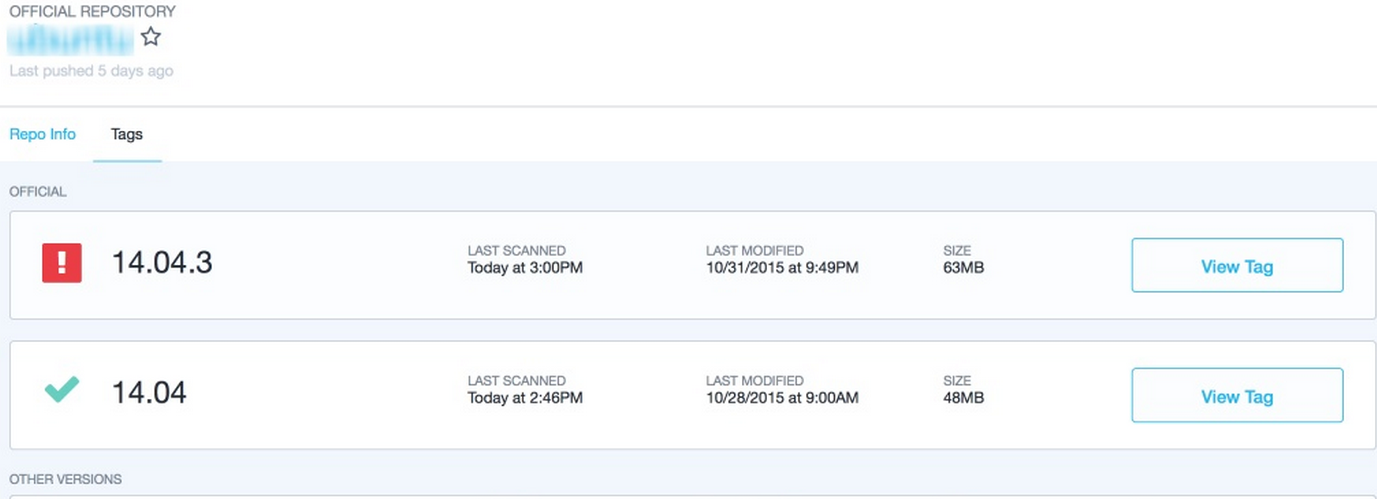 OFFICIAL REPOSITORY
Last pushed 5 days ago
Repo Info Tags
OFFICIAL
14.04.3
LAST SCANNED
Today at 3:00PM
LAST MODIFIED
10/31/2015 at 9:49PM
SIZE
63MB
View Tag
14.04
LAST SCANNED
Today at 2:46PM
LAST MODIFIED
10/28/2015 at 9:00AM
SIZE
48MB
View Tag
OTHER VERSIONS